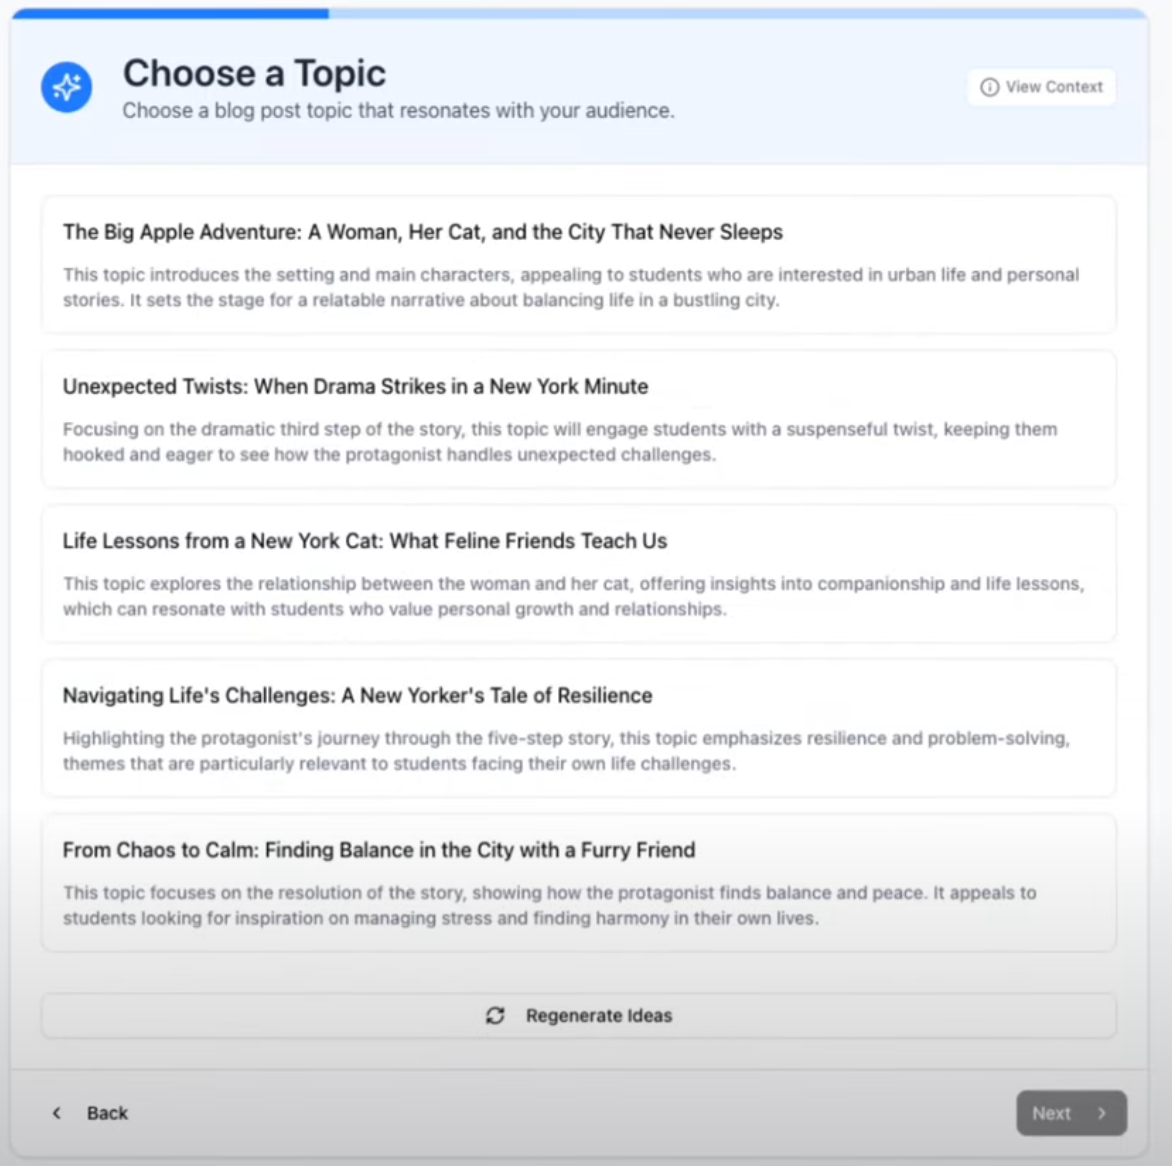 Choose a Topic
Choose a blog post topic that resonates with your audience.
View Context
The Big Apple Adventure: A Woman, Her Cat, and the City That Never Sleeps
This topic introduces the setting and main characters, appealing to students who are interested in urban life and personal
stories. It sets the stage for a relatable narrative about balancing life in a bustling city.
Unexpected Twists: When Drama Strikes in a New York Minute
Focusing on the dramatic third step of the story, this topic will engage students with a suspenseful twist, keeping them
hooked and eager to see how the protagonist handles unexpected challenges.
Life Lessons from a New York Cat: What Feline Friends Teach Us
This topic explores the relationship between the woman and her cat, offering insights into companionship and life lessons,
which can resonate with students who value personal growth and relationships.
Navigating Life's Challenges: A New Yorker's Tale of Resilience
Highlighting the protagonist's journey through the five-step story, this topic emphasizes resilience and problem-solving,
themes that are particularly relevant to students facing their own life challenges.
From Chaos to Calm: Finding Balance in the City with a Furry Friend
This topic focuses on the resolution of the story, showing how the protagonist finds balance and peace. It appeals to
students looking for inspiration on managing stress and finding harmony in their own lives.
Regenerate Ideas
Back
Next